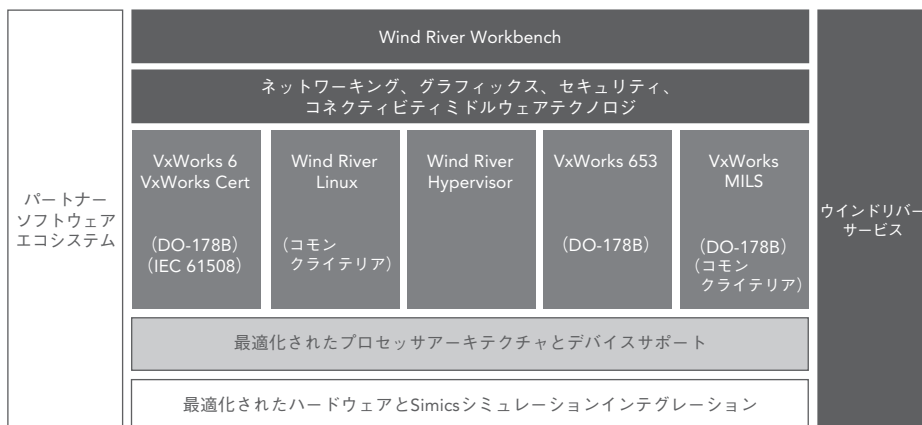 パートナー
ソフトウェア
エコシステム
Wind River Workbench
ネットワーキング、グラフィックス、セキュリティ、
コネクティビティミドルウェアテクノロジ
VxWorks 6
VxWorks Cert
(DO-178B)
(IEC 61508)
Wind River
Linux
(コモン
クライテリア)
Wind River
Hypervisor
VxWorks 653
(DO-178B)
VxWorks
MILS
(DO-178B)
(コモン
クライテリア)
最適化されたプロセッサアーキテクチャとデバイスサポート
最適化されたハードウェアとSimicsシミュレーションインテグレーション
ウインドリバー
サービス